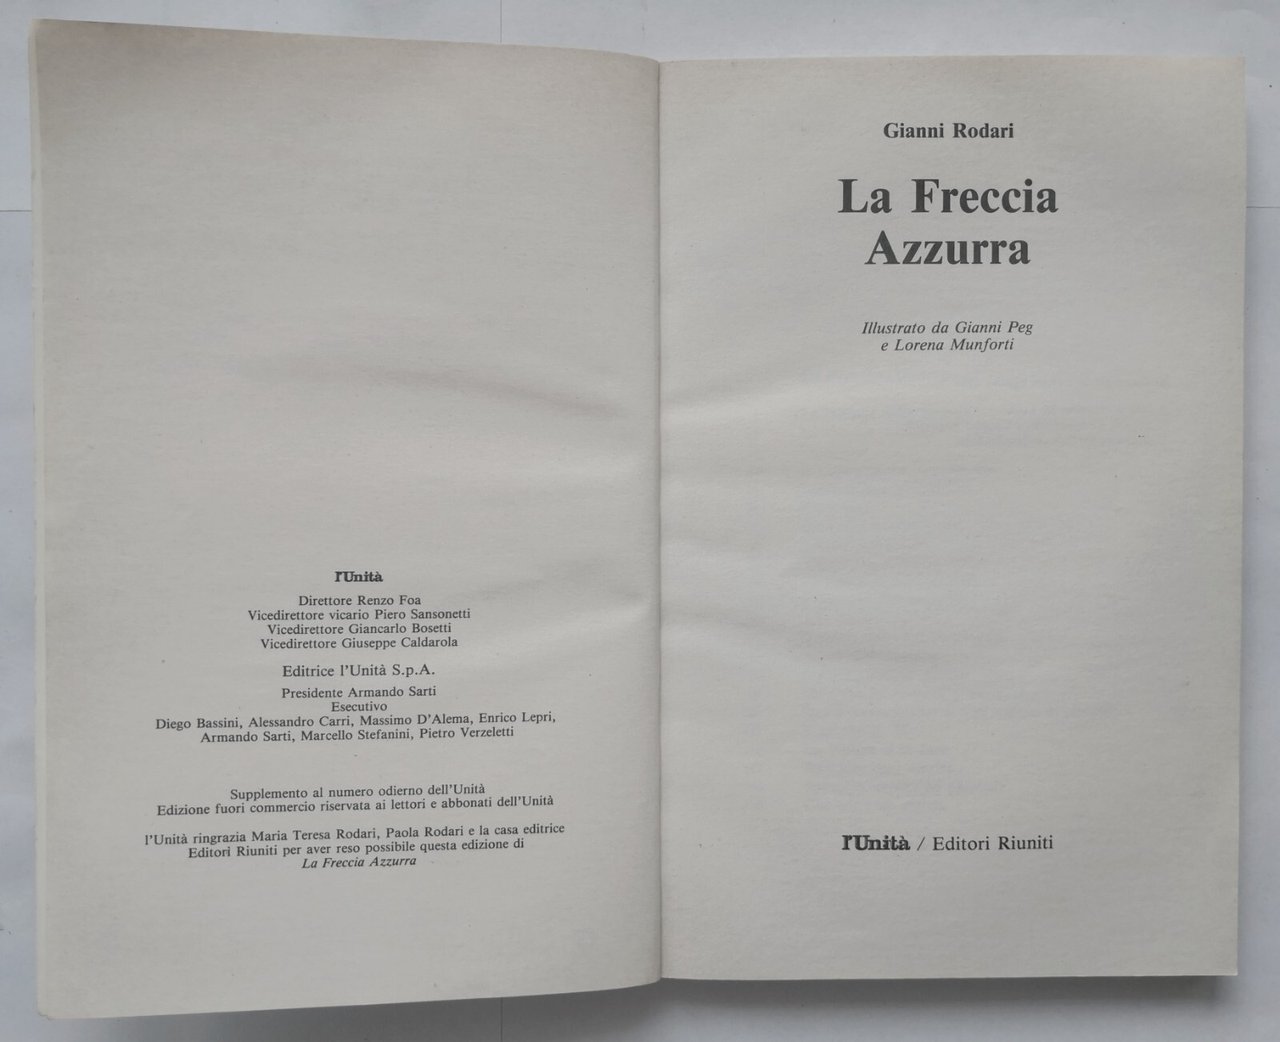 l'Unità
Direttore Renzo Foa
Vicedirettore vicario Piero Sansonetti
Vicedirettore Giancarlo Bosetti
Vicedirettore Giuseppe Caldarola
Editrice l'Unità S.p.A.
Presidente Armando Sarti
Esecutivo
Diego Bassini, Alessandro Carri, Massimo D'Alema, Enrico Lepri,
Armando Sarti, Marcello Stefanini, Pietro Verzeletti
Supplemento al numero odierno dell'Unità
Edizione fuori commercio riservata ai lettori e abbonati dell'Unità
l'Unità ringrazia Maria Teresa Rodari, Paola Rodari e la casa editrice
Editori Riuniti per aver reso possibile questa edizione di
La Freccia Azzurra
Gianni Rodari
La Freccia
Azzurra
Illustrato da Gianni Peg
e Lorena Munforti
l'Unità / Editori Riuniti